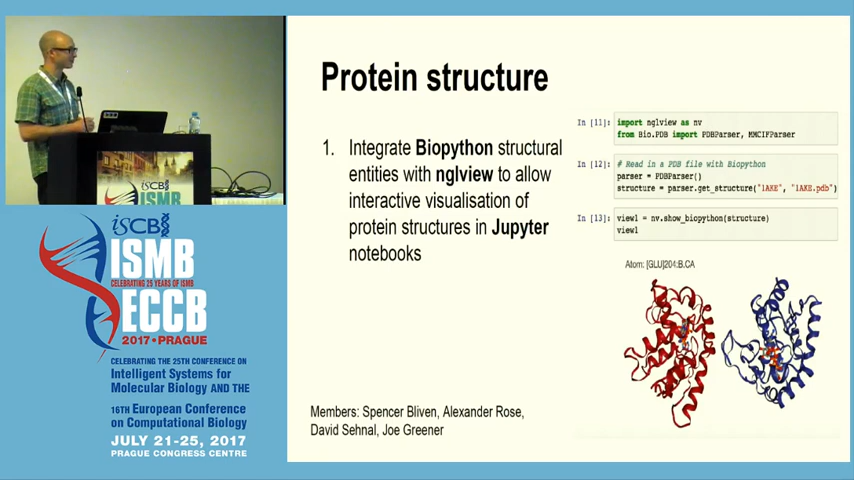 Protein structure
1. Integrate Biopython structural
entities with nglview to allow
interactive visualisation of
protein structures in Jupyter
notebooks
In [11]: import nglview as nv
from Bio.PDB import PDBParser, MMCIFParser
In [12]: # Read in a PDB file with Biopython
parser = PDBParser()
structure = parser.get_structure("1AKE", "1AKE.pdb")
In [13]: view1 = nv.show_biopython(structure)
view1
Atom: [GLU]204:B.CA
Members: Spencer Bliven, Alexander Rose,
David Sehnal, Joe Greener
iSCB
ISMB
iSCB
ISMB
CELEBRATING 25 YEARS OF ISMB
ECCB
2017 • PRAGUE
CELEBRATING THE 25TH CONFERENCE ON
Intelligent Systems for
Molecular Biology AND THE
16TH European Conference
on Computational Biology
JULY 21-25, 2017
PRAGUE CONGRESS CENTRE